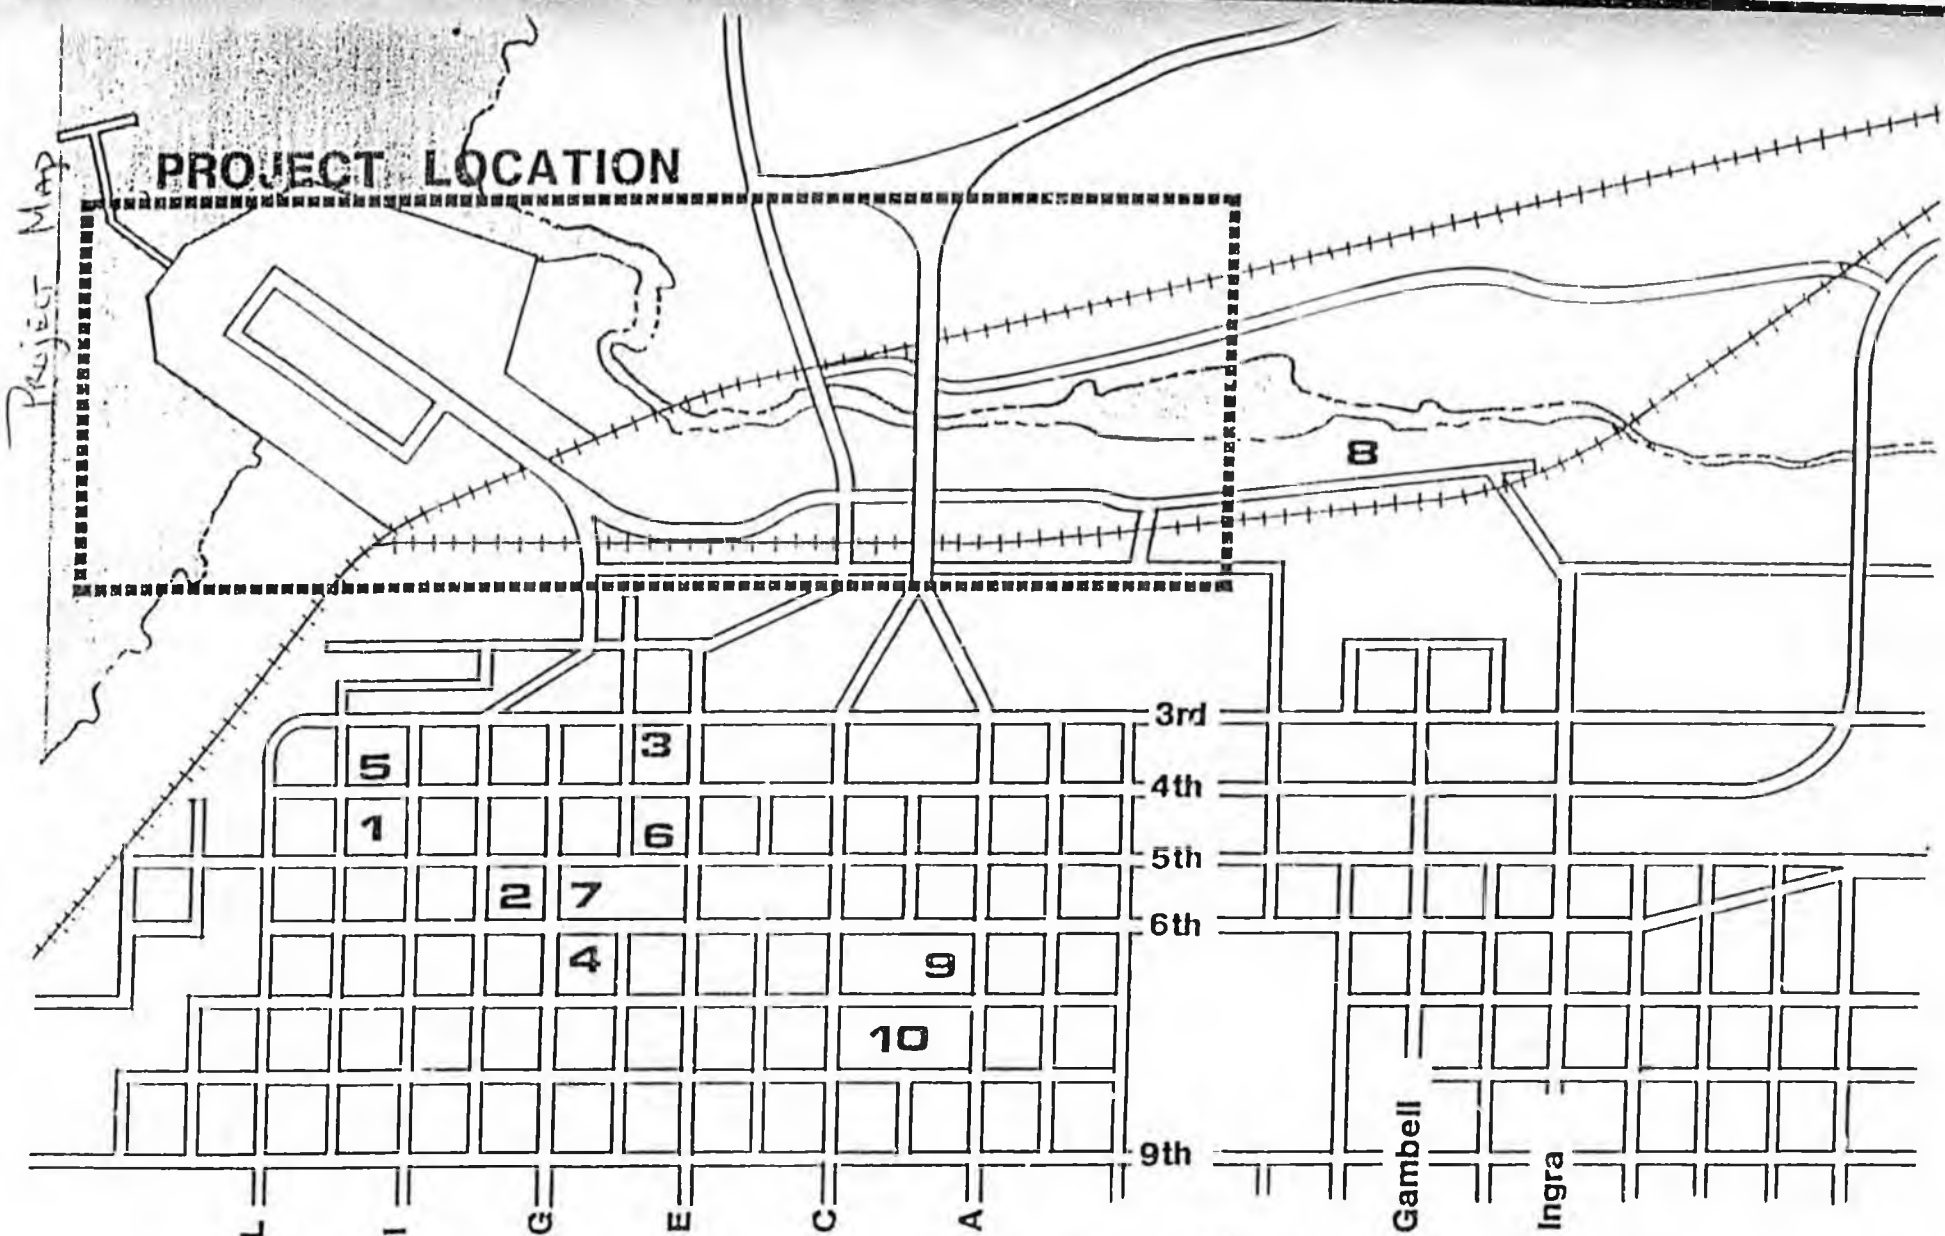 PROJECT LOCATION
PROJECT MAP
8
3rd
3
5
4th
1
6
5th
2
7
6th
4
9
10
9th
L
I
G
E
C
A
Gambell
Ingra